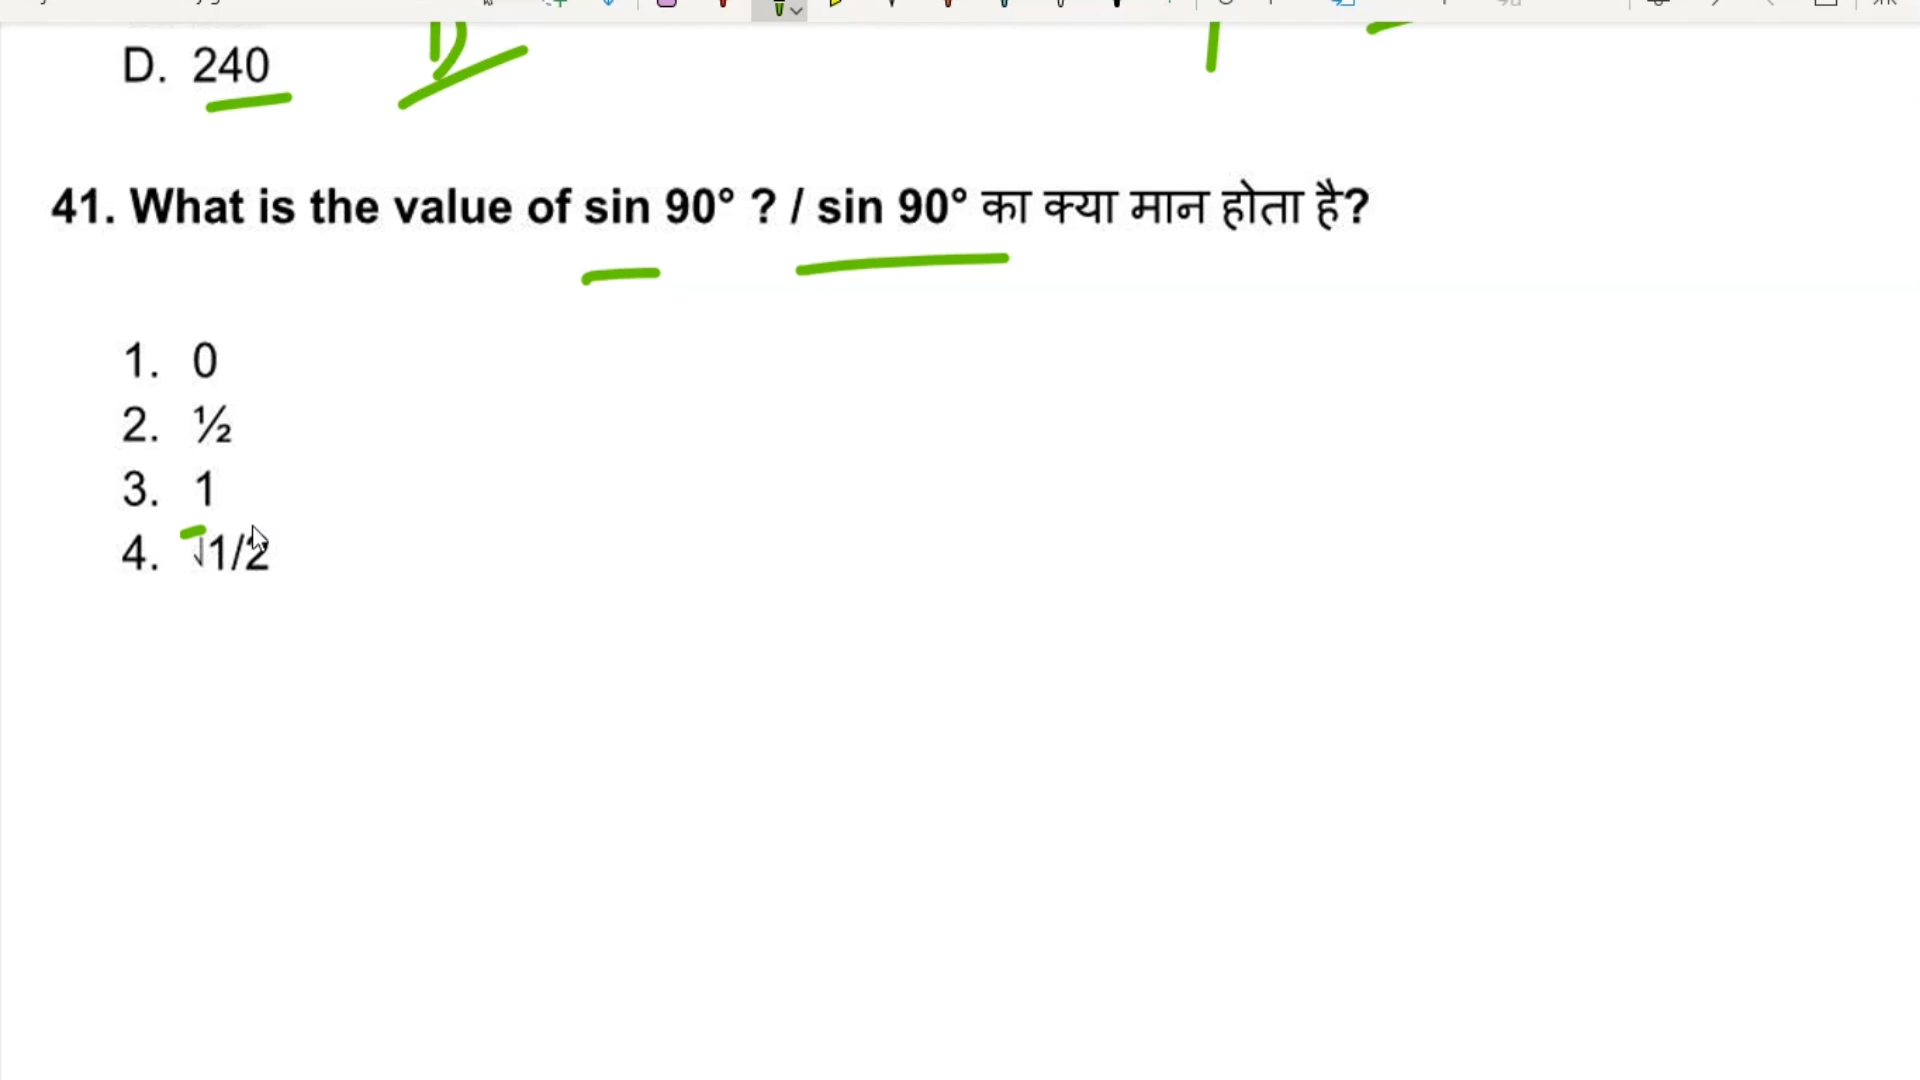 D. 240
41. What is the value of sin 90° ? / sin 90° का क्या मान होता है?
1. 0
2. ½
3. 1
4. √1/2